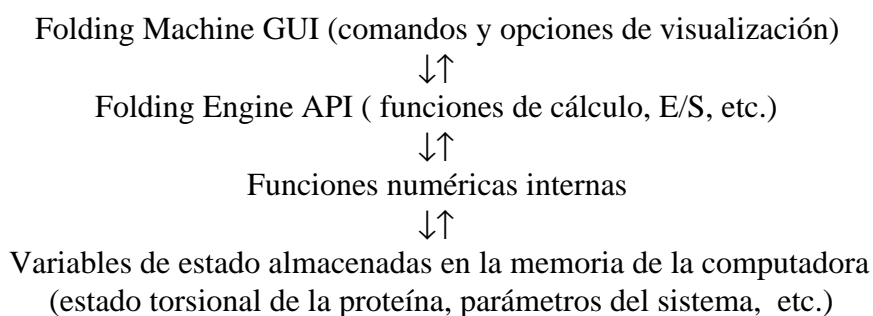 Folding Machine GUI (comandos y opciones de visualización)
↓↑
Folding Engine API ( funciones de cálculo, E/S, etc.)
↓↑
Funciones numéricas internas
↓↑
Variables de estado almacenadas en la memoria de la computadora
(estado torsional de la proteína, parámetros del sistema,  etc.)